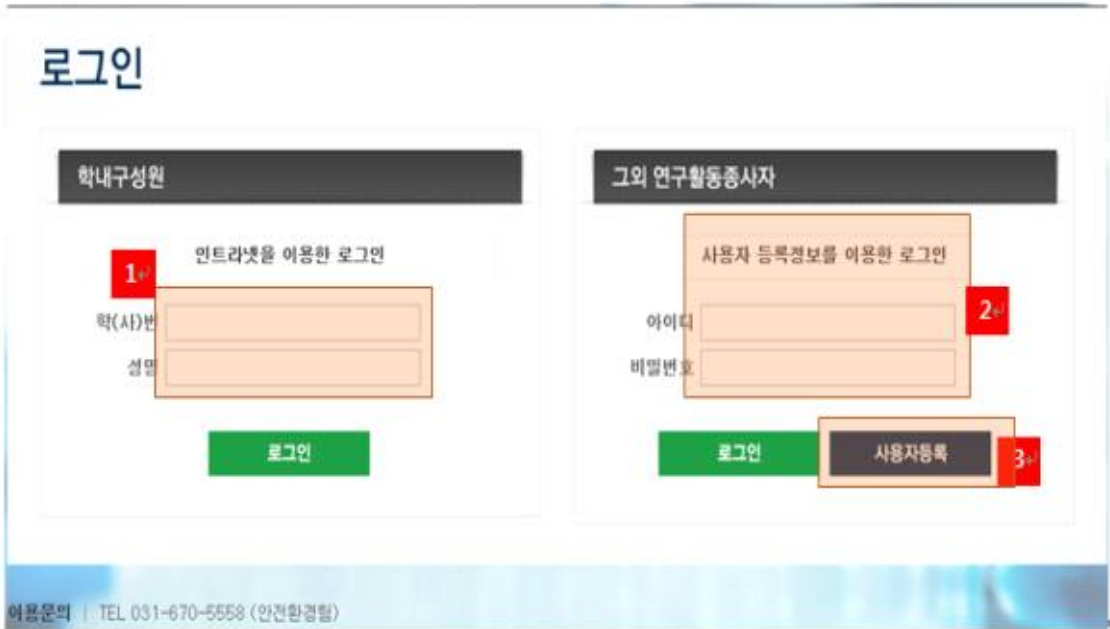 로그인
학내구성원
인트라넷을 이용한 로그인
1
학(사)번
성명
로그인
그외 연구활동종사자
사용자 등록정보를 이용한 로그인
2
아이디
비밀번호
로그인
사용자등록
3
이용문의 | TEL 031-670-5558 (안전환경팀)